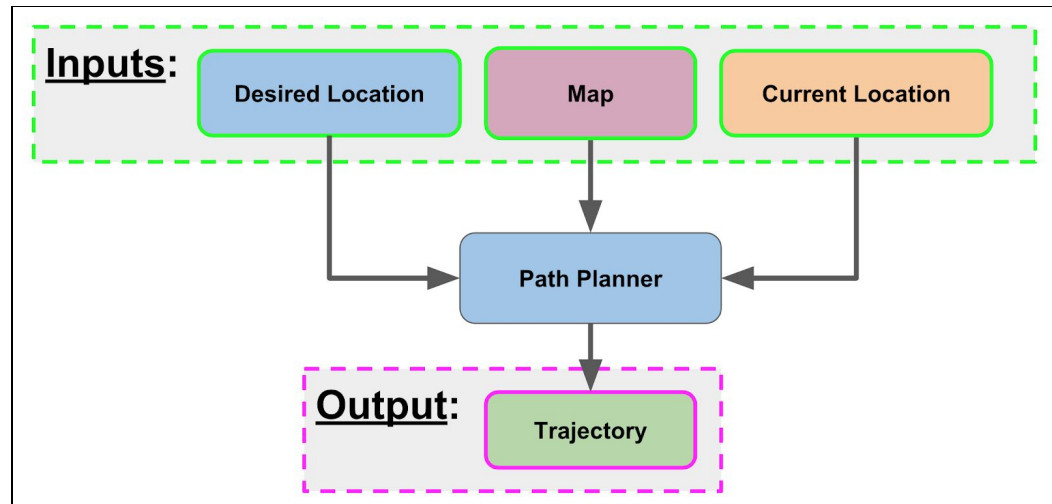 Inputs:
Desired Location
Map
Current Location
Path Planner
Output:
Trajectory